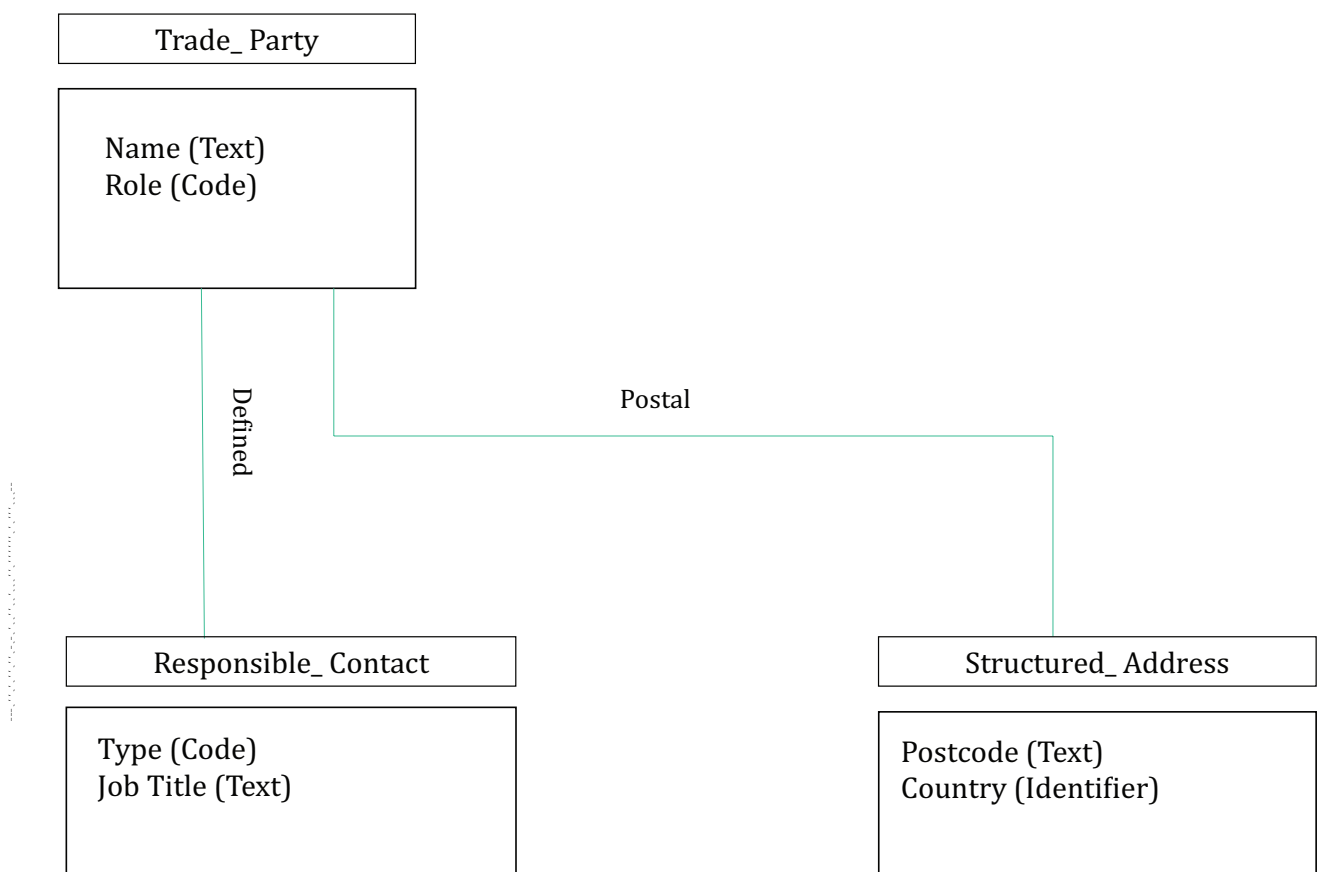 Trade_ Party
Name (Text)
Role (Code)
Defined
Postal
Responsible_ Contact
Structured_ Address
Type (Code)
Job Title (Text)
Postcode (Text)
Country (Identifier)